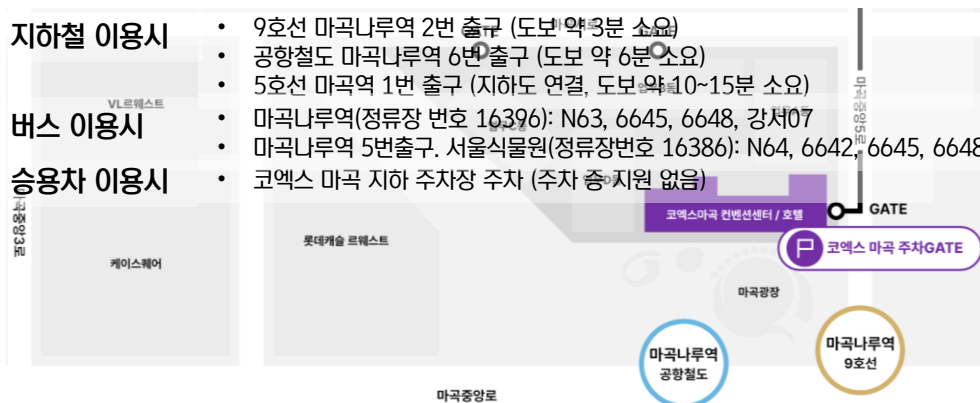 지하철 이용시
• 9호선 마곡나루역 2번 출구 (도보 약 3분 소요)
• 공항철도 마곡나루역 6번 출구 (도보 약 6분 소요)
• 5호선 마곡역 1번 출구 (지하도 연결, 도보 약 10~15분 소요)
버스 이용시
• 마곡나루역(정류장 번호 16396): N63, 6645, 6648, 강서07
• 마곡나루역 5번출구. 서울식물원(정류장번호 16386): N64, 6642, 6645, 6648
승용차 이용시
• 코엑스 마곡 지하 주차장 주차 (주차 증 지원 없음)
GATE
GATE
VL르웨스트
마곡중앙5로
마곡중앙3로
코엑스마곡 컨벤션센터 / 호텔
GATE
코엑스 마곡 주차GATE
롯데캐슬 르웨스트
케이스퀘어
마곡광장
마곡나루역
공항철도
마곡나루역
9호선
마곡중앙로